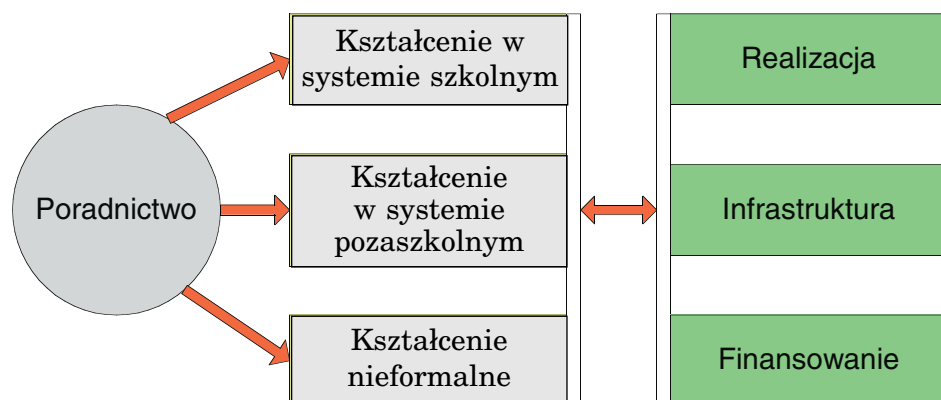 Poradnictwo
Kształcenie w
systemie szkolnym
Kształcenie
w systemie
pozaszkolnym
Kształcenie
nieformalne
Realizacja
Infrastruktura
Finansowanie